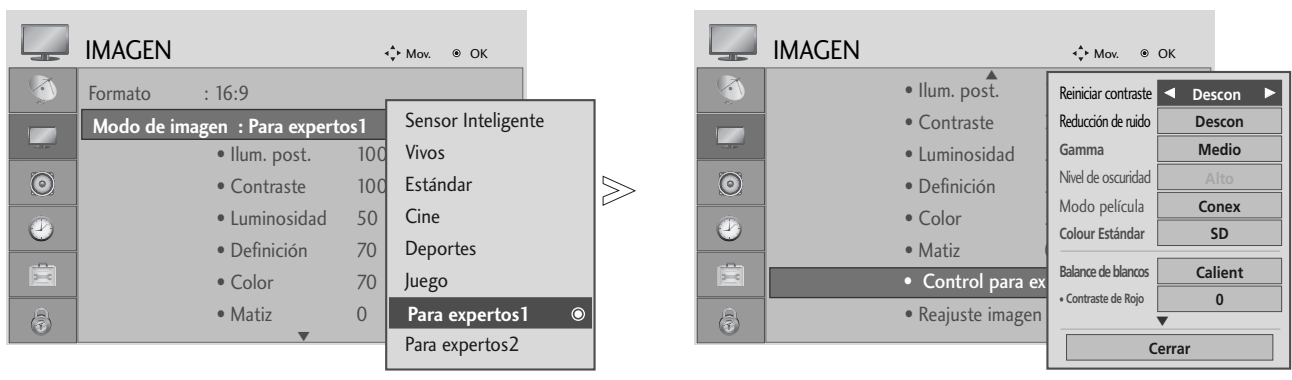 IMAGEN
Mov. OK
Formato : 16:9
Modo de imagen : Para expertos1
• Ilum. post. 100
• Contraste 100
• Luminosidad 50
• Definición 70
• Color 70
• Matiz 0
Sensor Inteligente
Vivos
Estándar
Cine
Deportes
Juego
Para expertos1
Para expertos2
IMAGEN
Mov. OK
• Ilum. post.
• Contraste
• Luminosidad
• Definición
• Color
• Matiz
• Control para ex
• Reajuste imagen
Reiniciar contraste ◀ Descon ▶
Reducción de ruido Descon
Gamma Medio
Nivel de oscuridad Alto
Modo película Conex
Colour Estándar SD
Balance de blancos Calient
• Contraste de Rojo 0
Cerrar